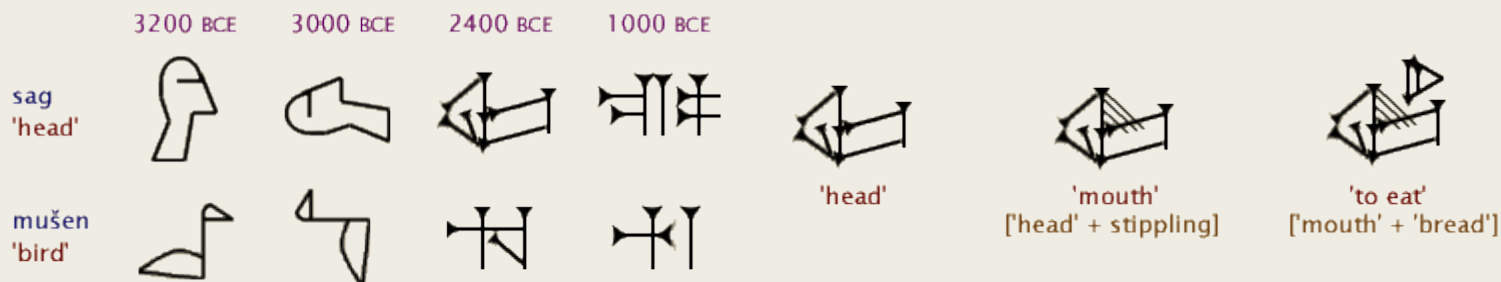 3200 BCE 3000 BCE 2400 BCE 1000 BCE
sag
'head'
mušen
'bird'
'head'
'mouth'
['head' + stippling]
'to eat'
['mouth' + 'bread']